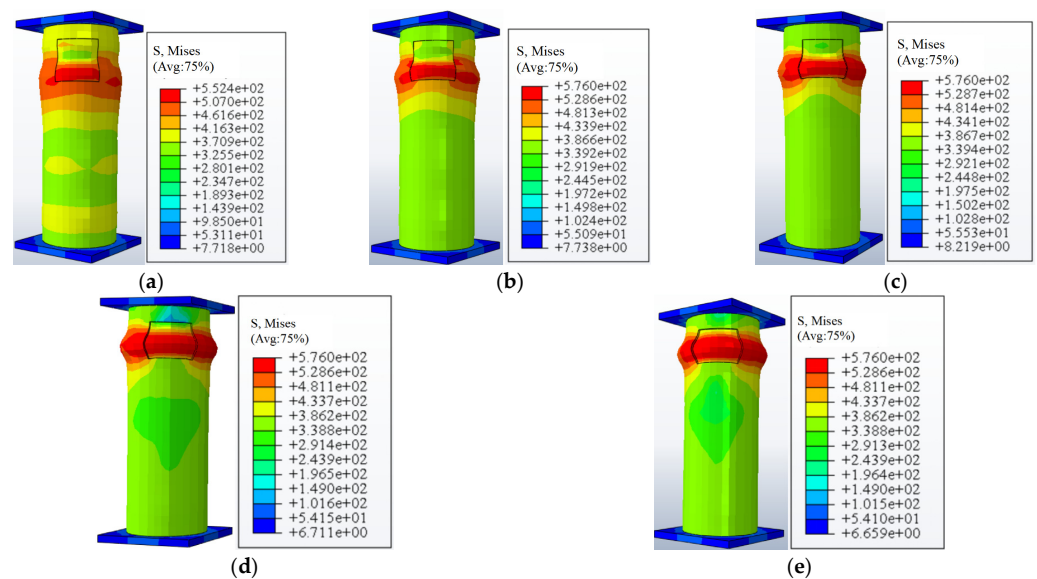 S, Mises
(Avg:75%)
+5.524e+02
+5.070e+02
+4.616e+02
+4.163e+02
+3.709e+02
+3.255e+02
+2.801e+02
+2.347e+02
+1.893e+02
+1.439e+02
+9.850e+01
+5.311e+01
+7.718e+00
(a)
S, Mises
(Avg:75%)
+5.760e+02
+5.286e+02
+4.813e+02
+4.339e+02
+3.866e+02
+3.392e+02
+2.919e+02
+2.445e+02
+1.972e+02
+1.498e+02
+1.024e+02
+5.509e+01
+7.738e+00
(b)
S, Mises
(Avg:75%)
+5.760e+02
+5.287e+02
+4.814e+02
+4.341e+02
+3.867e+02
+3.394e+02
+2.921e+02
+2.448e+02
+1.975e+02
+1.502e+02
+1.028e+02
+5.553e+01
+8.219e+00
(c)
S, Mises
(Avg:75%)
+5.760e+02
+5.286e+02
+4.811e+02
+4.337e+02
+3.862e+02
+3.388e+02
+2.914e+02
+2.439e+02
+1.965e+02
+1.490e+02
+1.016e+02
+5.415e+01
+6.711e+00
(d)
S, Mises
(Avg:75%)
+5.760e+02
+5.286e+02
+4.811e+02
+4.337e+02
+3.862e+02
+3.388e+02
+2.913e+02
+2.439e+02
+1.964e+02
+1.490e+02
+1.015e+02
+5.410e+01
+6.659e+00
(e)